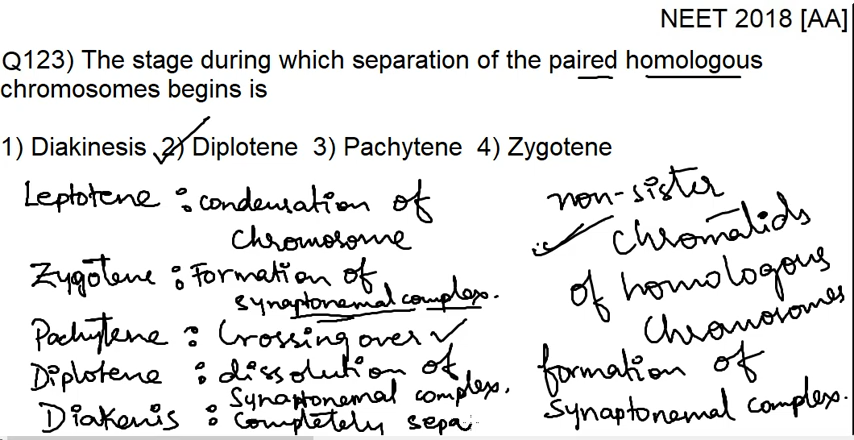 NEET 2018 [AA]
Q123) The stage during which separation of the paired homologous
chromosomes begins is
1) Diakinesis 2) Diplotene 3) Pachytene 4) Zygotene
Leptotene : condensation of
chromosome
Zygotene : Formation of
synaptonemal complex.
Pachytene : Crossing over
Diplotene : dissolution of
Synaptonemal complex.
Diakenis : Completely sepa
non-sister
chromatids
of homologous
Chromosomes
formation of
Synaptonemal complex.